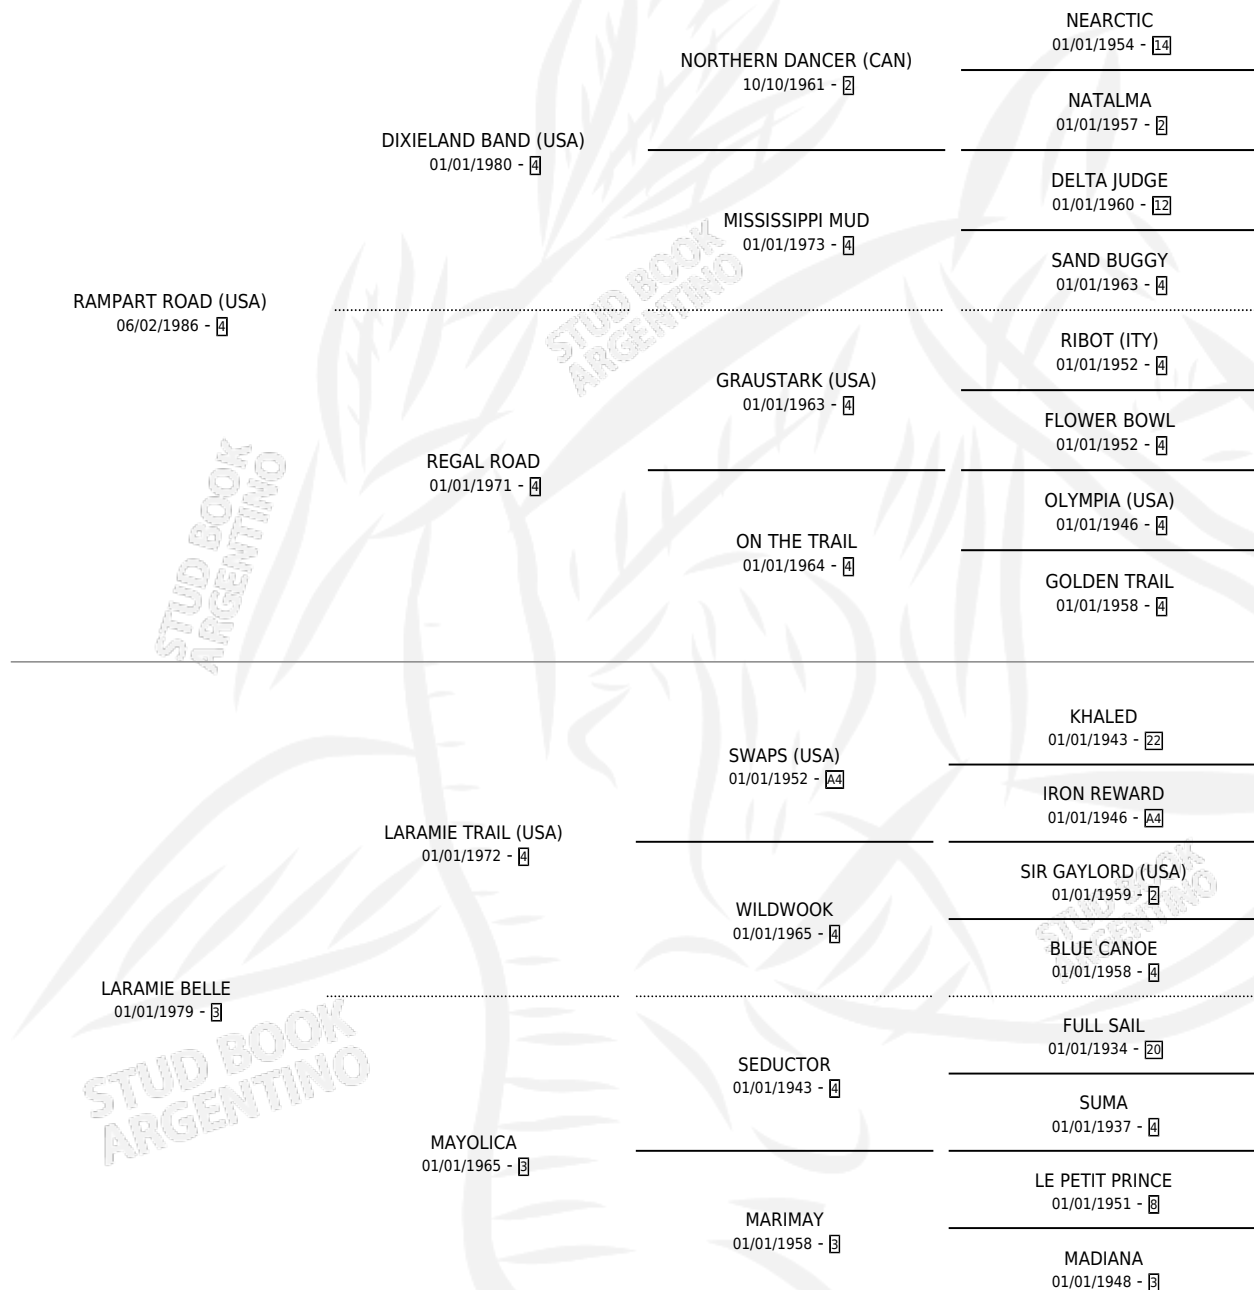 NEARCTIC
01/01/1954 - 14
NORTHERN DANCER (CAN)
10/10/1961 - 2
NATALMA
01/01/1957 - 2
DIXIELAND BAND (USA)
01/01/1980 - 4
DELTA JUDGE
01/01/1960 - 12
MISSISSIPPI MUD
01/01/1973 - 4
SAND BUGGY
01/01/1963 - 4
RAMPART ROAD (USA)
06/02/1986 - 4
RIBOT (ITY)
01/01/1952 - 4
GRAUSTARK (USA)
01/01/1963 - 4
FLOWER BOWL
01/01/1952 - 4
REGAL ROAD
01/01/1971 - 4
OLYMPIA (USA)
01/01/1946 - 4
ON THE TRAIL
01/01/1964 - 4
GOLDEN TRAIL
01/01/1958 - 4
KHALED
01/01/1943 - 22
SWAPS (USA)
01/01/1952 - A4
IRON REWARD
01/01/1946 - A4
LARAMIE TRAIL (USA)
01/01/1972 - 4
SIR GAYLORD (USA)
01/01/1959 - 2
WILDWOOK
01/01/1965 - 4
BLUE CANOE
01/01/1958 - 4
LARAMIE BELLE
01/01/1979 - 3
FULL SAIL
01/01/1934 - 20
SEDUCTOR
01/01/1943 - 4
SUMA
01/01/1937 - 4
MAYOLICA
01/01/1965 - 3
LE PETIT PRINCE
01/01/1951 - 8
MARIMAY
01/01/1958 - 3
MADIANA
01/01/1948 - 3
STUD BOOK
ARGENTINO
STUD BOOK
ARGENTINO
STUD BOOK
ARGENTINO
STUD BOOK
ARGENTINO